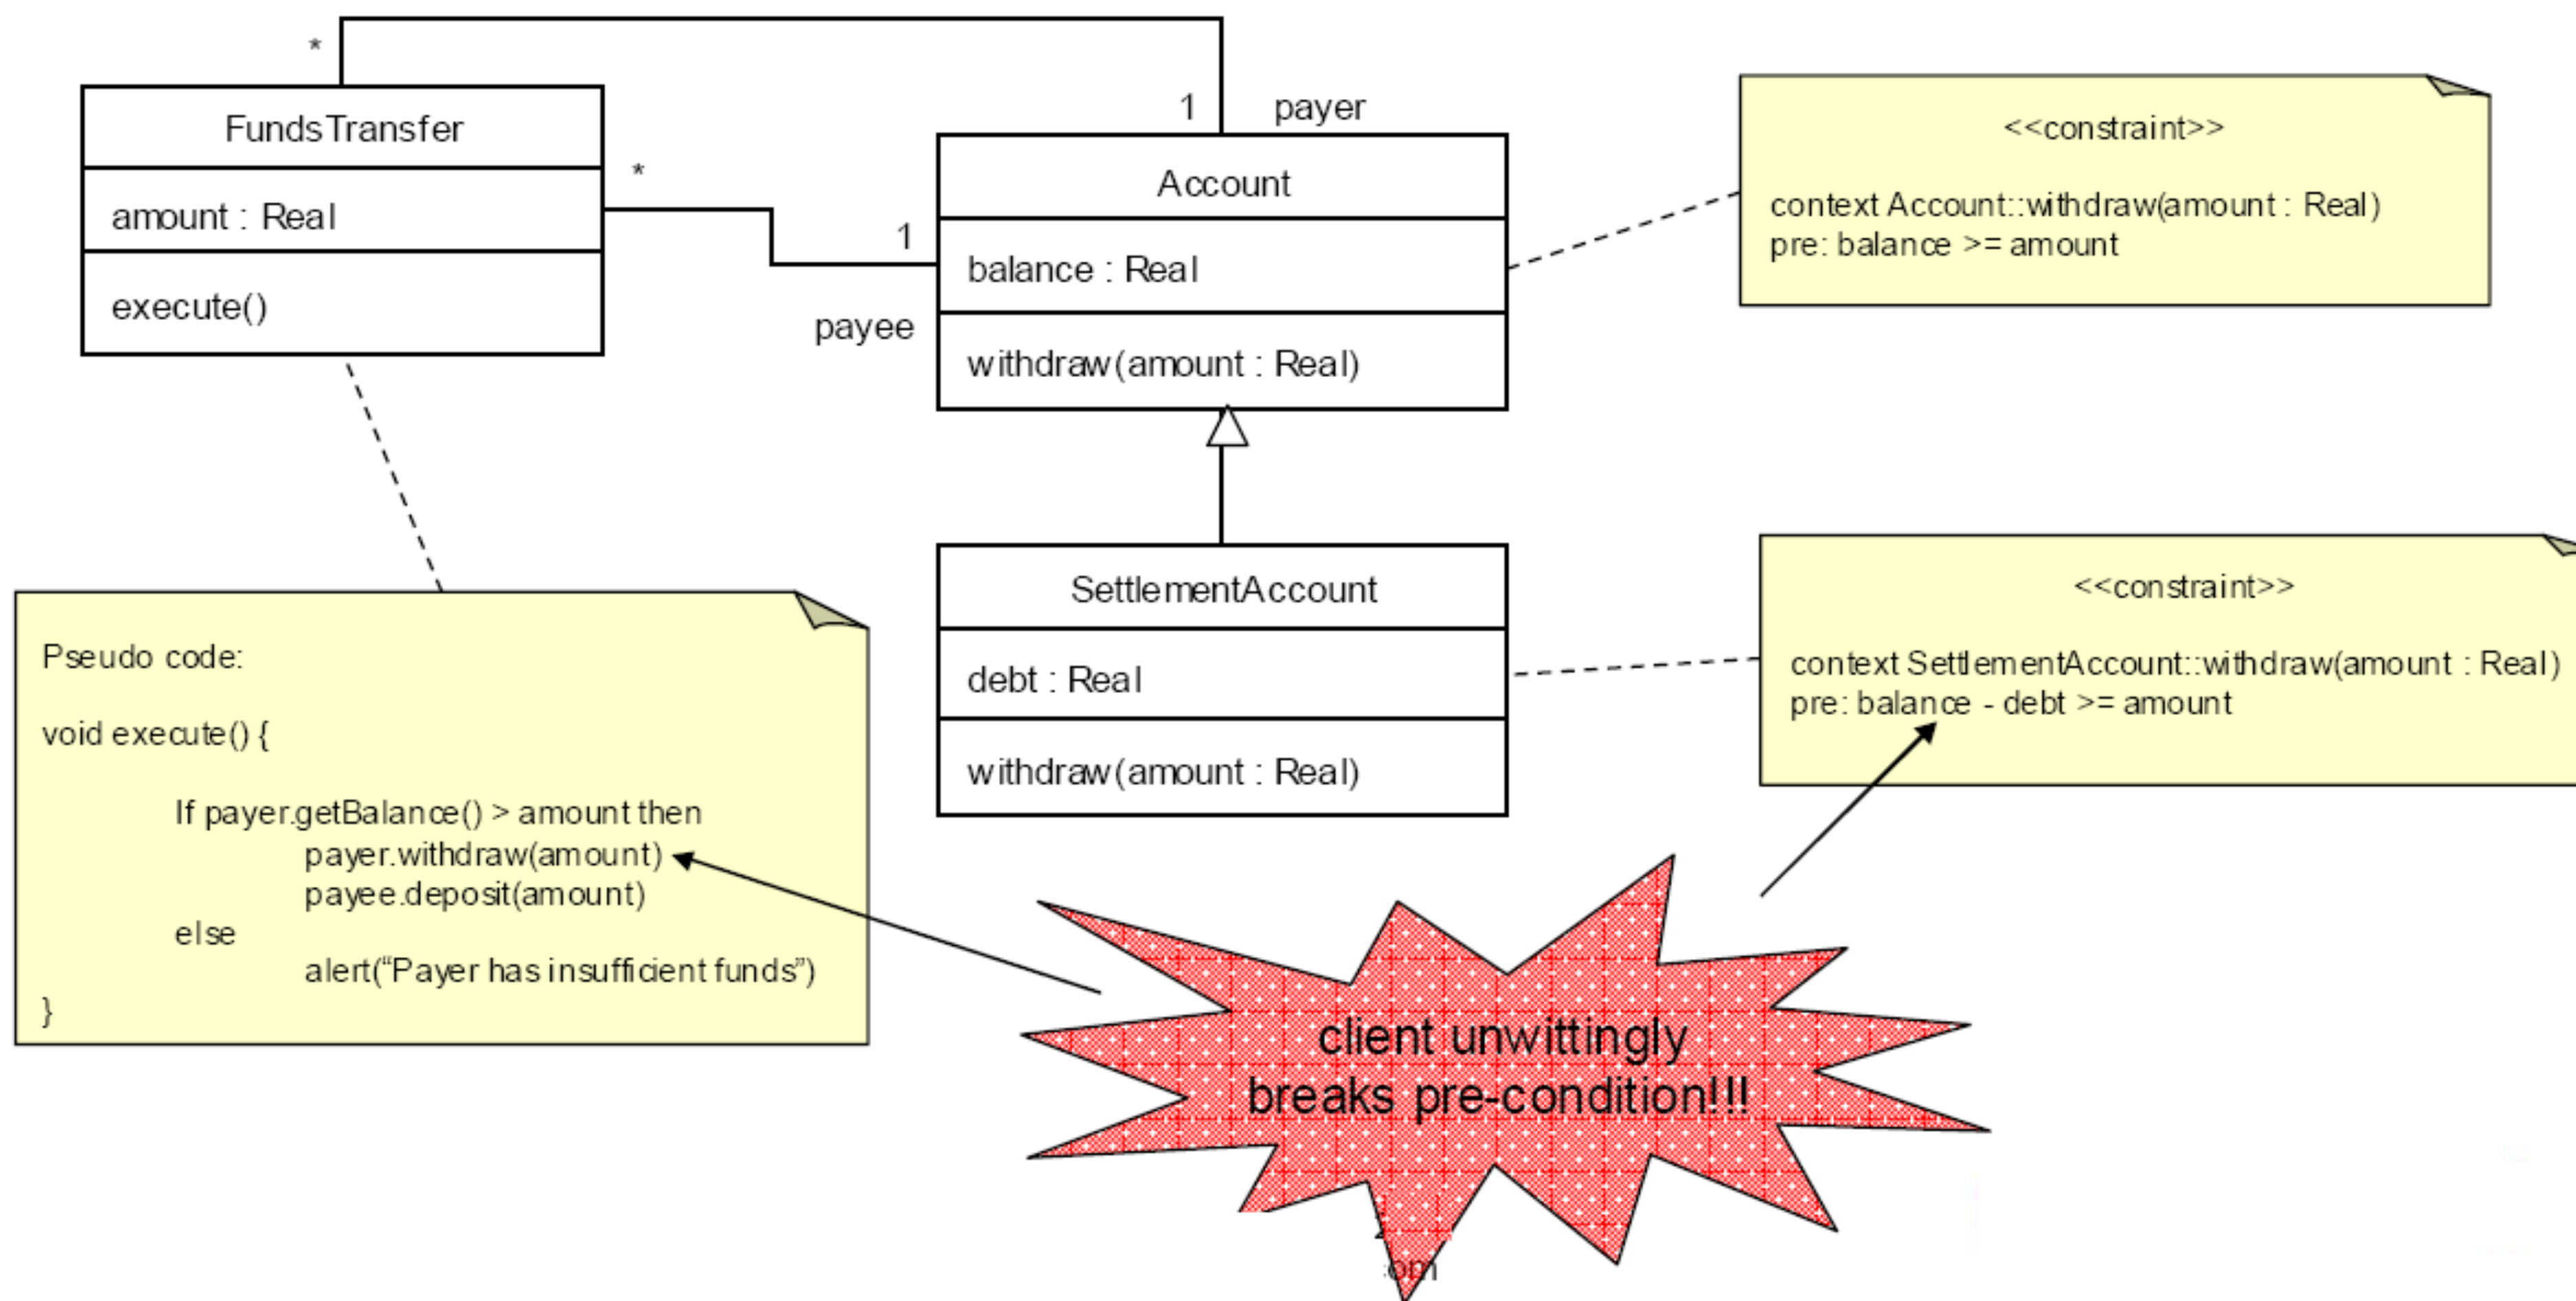 *
1
payer
FundsTransfer
amount : Real
execute()
*
1
payee
Account
balance : Real
withdraw(amount : Real)
<<constraint>>
context Account::withdraw(amount : Real)
pre: balance >= amount
SettlementAccount
debt : Real
withdraw(amount : Real)
<<constraint>>
context SettlementAccount::withdraw(amount : Real)
pre: balance - debt >= amount
Pseudo code:
void execute() {
If payer.getBalance() > amount then
payer.withdraw(amount)
payee.deposit(amount)
else
alert(“Payer has insufficient funds”)
}
client unwittingly
breaks pre-condition!!!